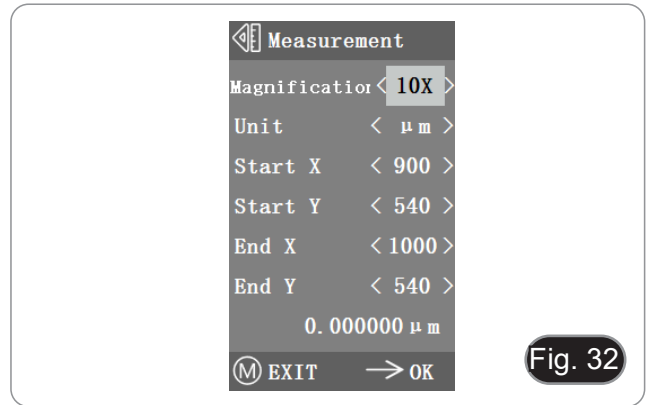 Measurement
Magnification < 10X >
Unit < μm >
Start X < 900 >
Start Y < 540 >
End X < 1000 >
End Y < 540 >
0.000000 μm
M EXIT → OK
Fig. 32